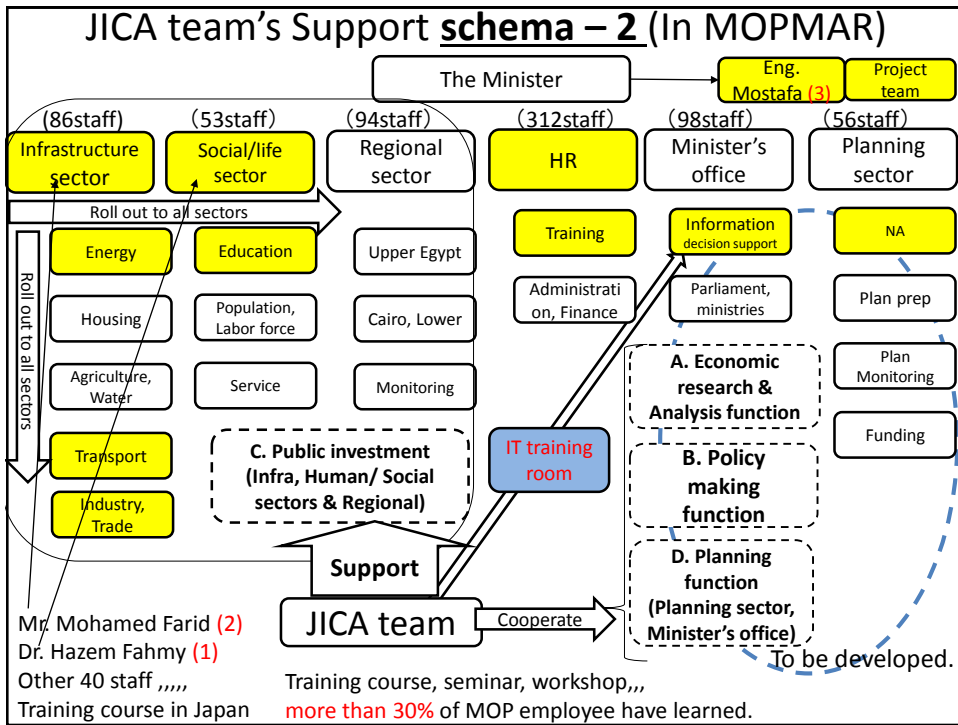 JICA team's Support schema – 2 (In MOPMAR)
The Minister
Eng.
Mostafa (3)
Project
team
(86staff)
(53staff)
(94staff)
(312staff)
(98staff)
(56staff)
Infrastructure
sector
Social/life
sector
Regional
sector
HR
Minister's
office
Planning
sector
Roll out to all sectors
Roll out to all sectors
Energy
Education
Upper Egypt
Training
Information
decision support
NA
Housing
Population,
Labor force
Cairo, Lower
Administrati
on, Finance
Parliament,
ministries
Plan prep
Agriculture,
Water
Service
Monitoring
A. Economic
research &
Analysis function
Plan
Monitoring
Transport
C. Public investment
(Infra, Human/ Social
sectors & Regional)
IT training
room
B. Policy
making
function
Funding
Industry,
Trade
Support
D. Planning
function
(Planning sector,
Minister's office)
JICA team
Cooperate
To be developed.
Mr. Mohamed Farid (2)
Dr. Hazem Fahmy (1)
Other 40 staff ,,,,,
Training course in Japan
Training course, seminar, workshop,,,
more than 30% of MOP employee have learned.